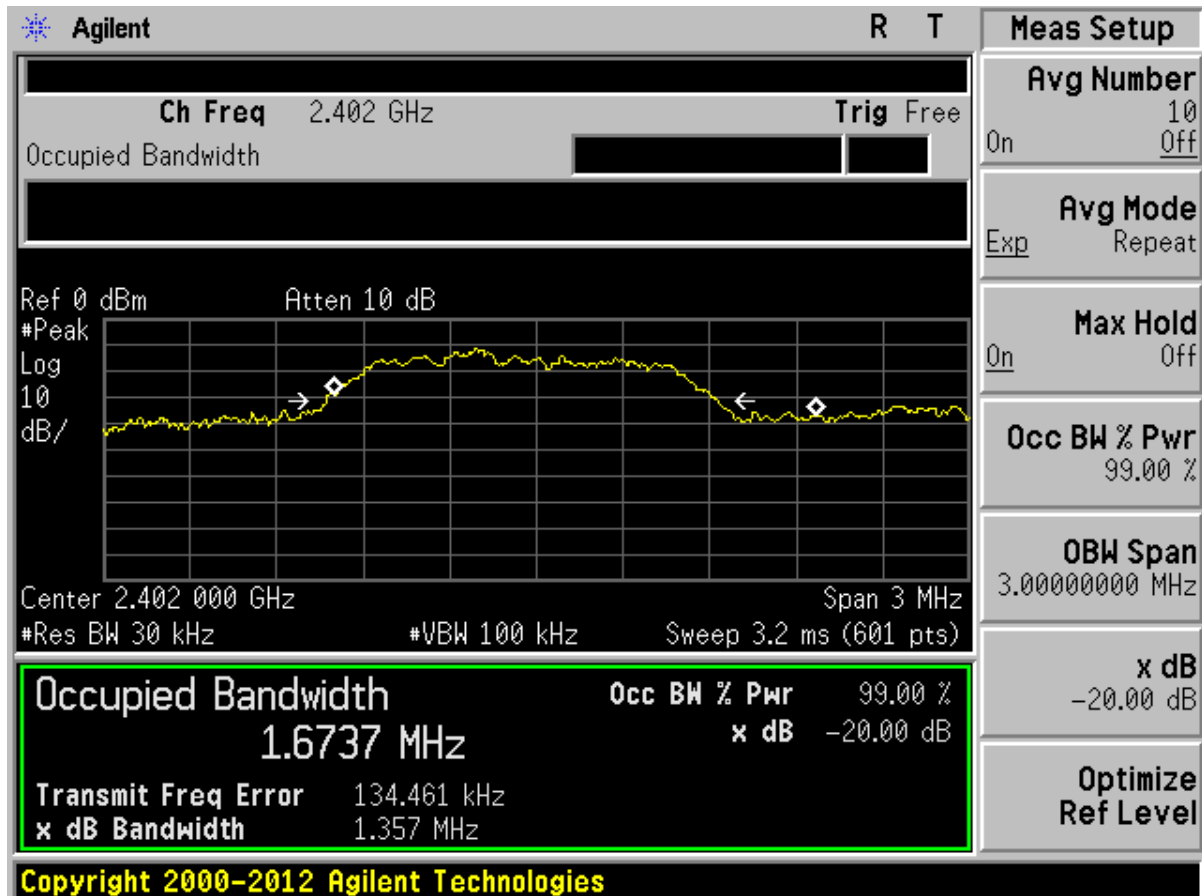 Agilent R T
Ch Freq 2.402 GHz Trig Free
Occupied Bandwidth
Ref 0 dBm Atten 10 dB
#Peak
Log
10
dB/
Center 2.402 000 GHz Span 3 MHz
#Res BW 30 kHz #VBW 100 kHz Sweep 3.2 ms (601 pts)
Occupied Bandwidth Occ BW % Pwr 99.00 %
1.6737 MHz x dB -20.00 dB
Transmit Freq Error 134.461 kHz
x dB Bandwidth 1.357 MHz
Copyright 2000-2012 Agilent Technologies
Meas Setup
Avg Number
10
On Off
Avg Mode
Exp Repeat
Max Hold
On Off
Occ BW % Pwr
99.00 %
OBW Span
3.00000000 MHz
x dB
-20.00 dB
Optimize
Ref Level